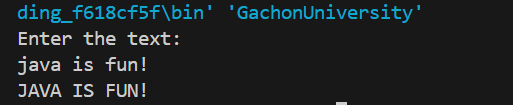 ding_f618cf5f\bin' 'GachonUniversity'
Enter the text:
java is fun!
JAVA IS FUN!